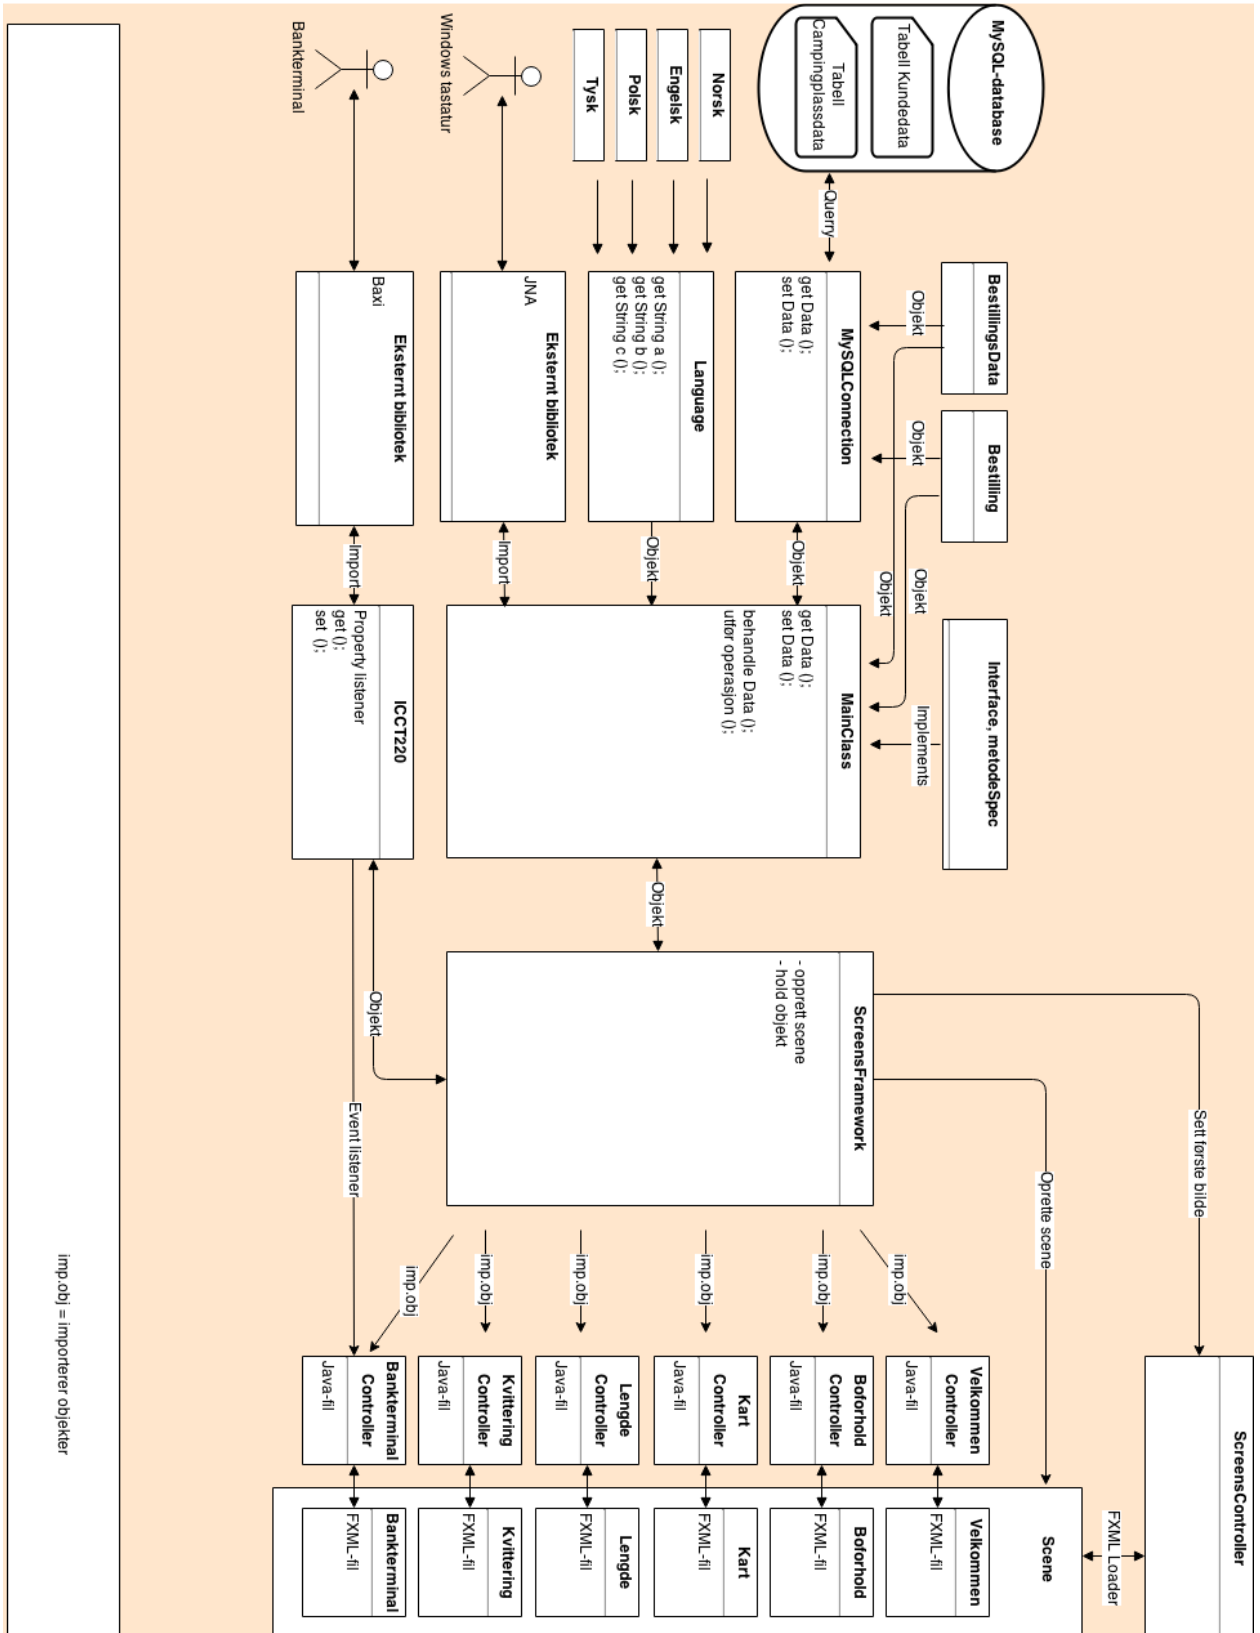 MySQL-database
Tabell Kundedata
Tabell
Campingplassdata
Querry
Norsk
Engelsk
Polsk
Tysk
Windows tastatur
Bankterminal
BestillingsData
Objekt
Bestilling
Objekt
Objekt
Objekt
Interface, metodeSpec
Implements
MySQLConnection
get Data ();
set Data ();
Objekt
Language
get String a ();
get String b ();
get String c ();
Objekt
Eksternt bibliotek
JNA
Import
Eksternt bibliotek
Baxi
Import
MainClass
get Data ();
set Data ();
behandle Data ();
utfør operasjon ();
Objekt
ICCT220
Property listener
get ();
set ();
Objekt
Event listener
ScreensFramework
- opprett scene
- hold objekt
Sett første bilde
Oprette scene
imp.obj
imp.obj
imp.obj
imp.obj
imp.obj
imp.obj
ScreensController
FXML Loader
Scene
Velkommen
Controller
Java-fil
Velkommen
FXML-fil
Boforhold
Controller
Java-fil
Boforhold
FXML-fil
Kart
Controller
Java-fil
Kart
FXML-fil
Lengde
Controller
Java-fil
Lengde
FXML-fil
Kvittering
Controller
Java-fil
Kvittering
FXML-fil
Bankterminal
Controller
Java-fil
Bankterminal
FXML-fil
imp.obj = importerer objekter